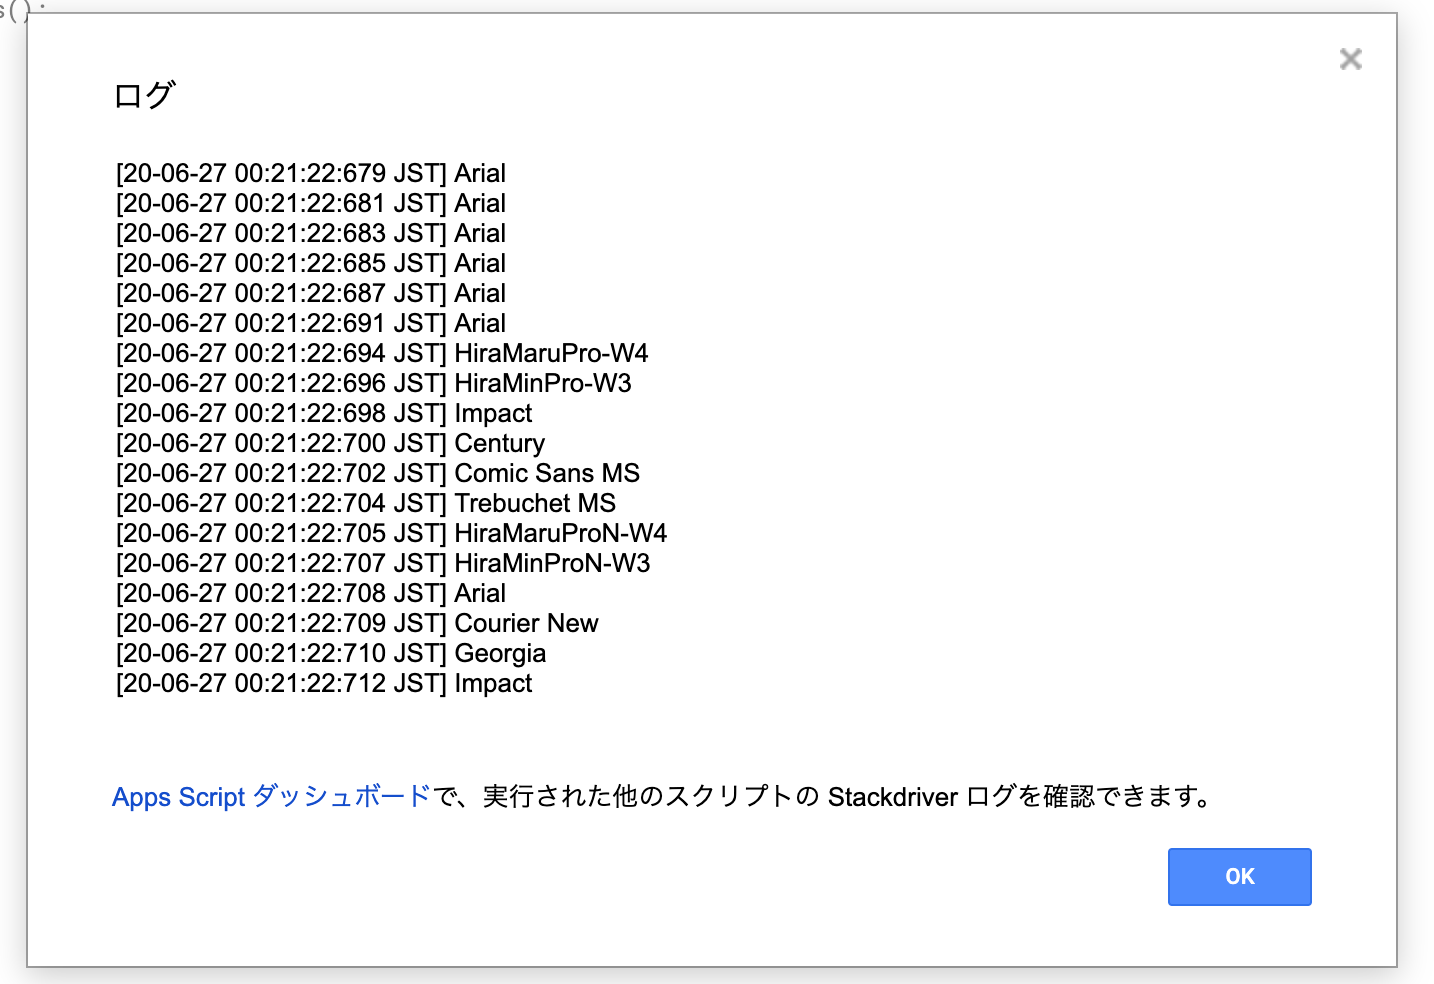 s();
ログ
[20-06-27 00:21:22:679 JST] Arial
[20-06-27 00:21:22:681 JST] Arial
[20-06-27 00:21:22:683 JST] Arial
[20-06-27 00:21:22:685 JST] Arial
[20-06-27 00:21:22:687 JST] Arial
[20-06-27 00:21:22:691 JST] Arial
[20-06-27 00:21:22:694 JST] HiraMaruPro-W4
[20-06-27 00:21:22:696 JST] HiraMinPro-W3
[20-06-27 00:21:22:698 JST] Impact
[20-06-27 00:21:22:700 JST] Century
[20-06-27 00:21:22:702 JST] Comic Sans MS
[20-06-27 00:21:22:704 JST] Trebuchet MS
[20-06-27 00:21:22:705 JST] HiraMaruProN-W4
[20-06-27 00:21:22:707 JST] HiraMinProN-W3
[20-06-27 00:21:22:708 JST] Arial
[20-06-27 00:21:22:709 JST] Courier New
[20-06-27 00:21:22:710 JST] Georgia
[20-06-27 00:21:22:712 JST] Impact
Apps Script ダッシュボードで、実行された他のスクリプトの Stackdriver ログを確認できます。
OK